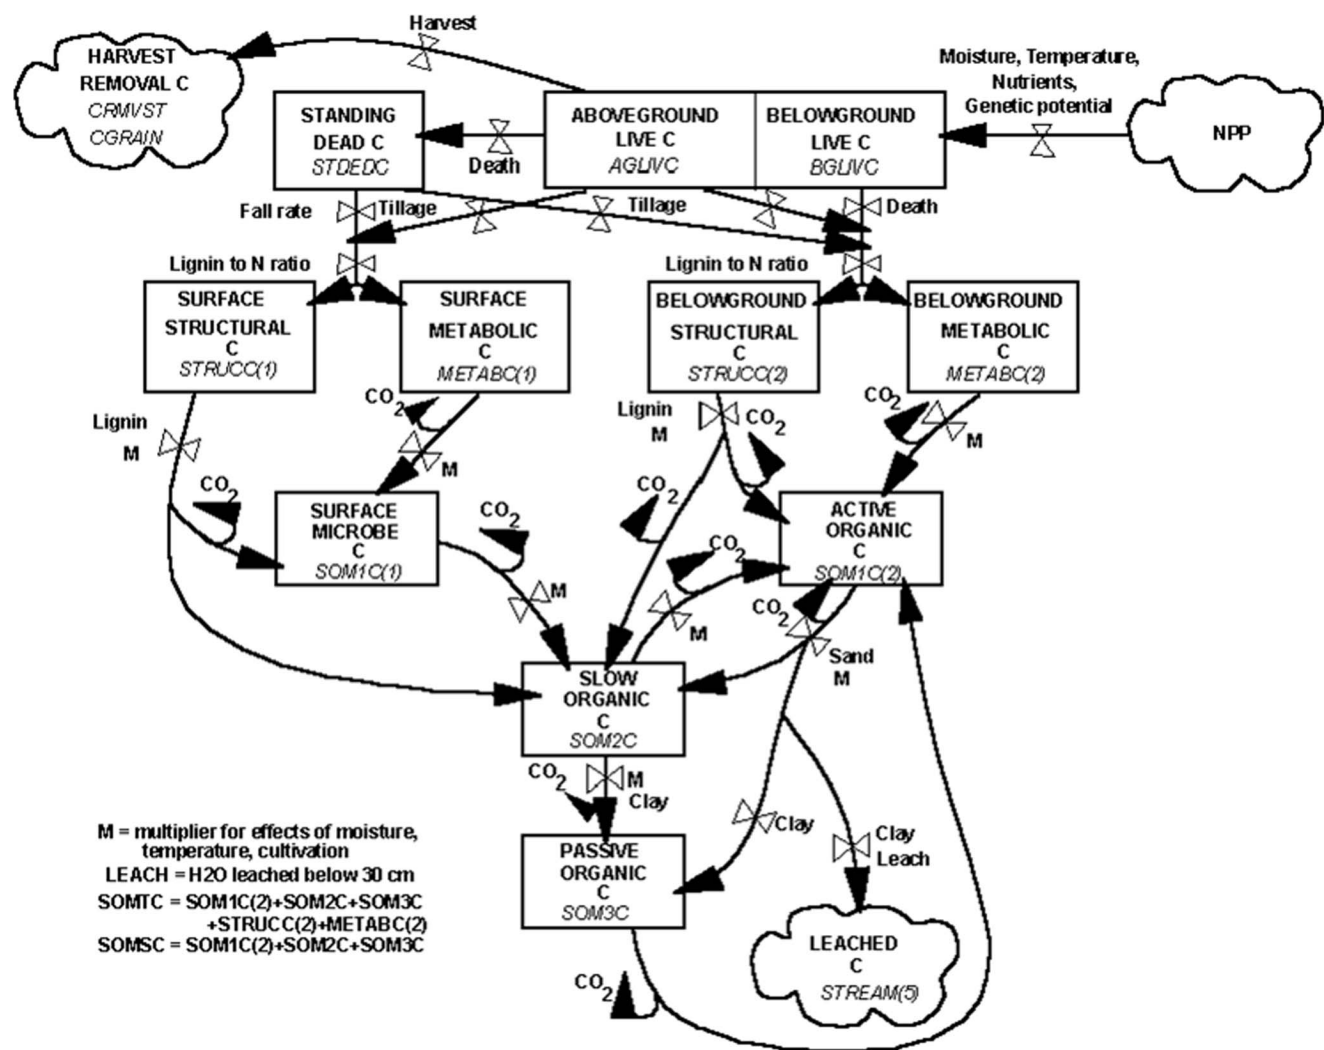 Harvest
HARVEST
REMOVAL C
CRMVST
CGRAIN
Moisture, Temperature,
Nutrients,
Genetic potential
NPP
STANDING
DEAD C
STDEDC
Death
ABOVEGROUND
LIVE C
AGLIVC
BELOWGROUND
LIVE C
BGLIVC
Fall rate
Tillage
Tillage
Death
Lignin to N ratio
Lignin to N ratio
SURFACE
STRUCTURAL
C
STRUCC(1)
SURFACE
METABOLIC
C
METABC(1)
BELOWGROUND
STRUCTURAL
C
STRUCC(2)
BELOWGROUND
METABOLIC
C
METABC(2)
Lignin
M
CO2
M
Lignin
M
CO2
CO2
M
CO2
SURFACE
MICROBE
C
SOM1C(1)
CO2
CO2
ACTIVE
ORGANIC
C
SOM1C(2)
M
CO2
M
CO2
Sand
M
SLOW
ORGANIC
C
SOM2C
CO2
M
Clay
Clay
Clay
Leach
PASSIVE
ORGANIC
C
SOM3C
CO2
LEACHED
C
STREAM(5)
M = multiplier for effects of moisture,
temperature, cultivation
LEACH = H2O leached below 30 cm
SOMTC = SOM1C(2)+SOM2C+SOM3C
+STRUCC(2)+METABC(2)
SOMSC = SOM1C(2)+SOM2C+SOM3C